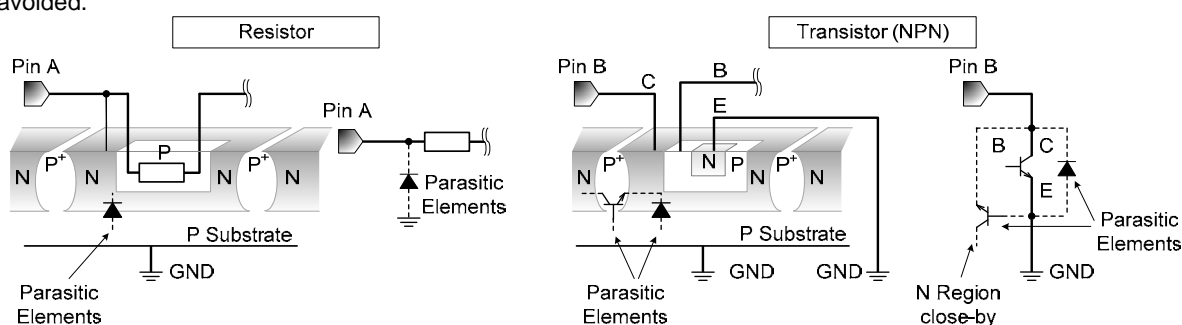 avoided.
Resistor
Transistor (NPN)
Pin A
Pin A
P
N P+ N N P+ N
Parasitic
Elements
P Substrate
GND
Parasitic
Elements
Pin B
C
B
E
N P+ N N P N P+ N
P Substrate
GND
GND
Parasitic
Elements
Pin B
B C
E
Parasitic
Elements
GND
N Region
close-by